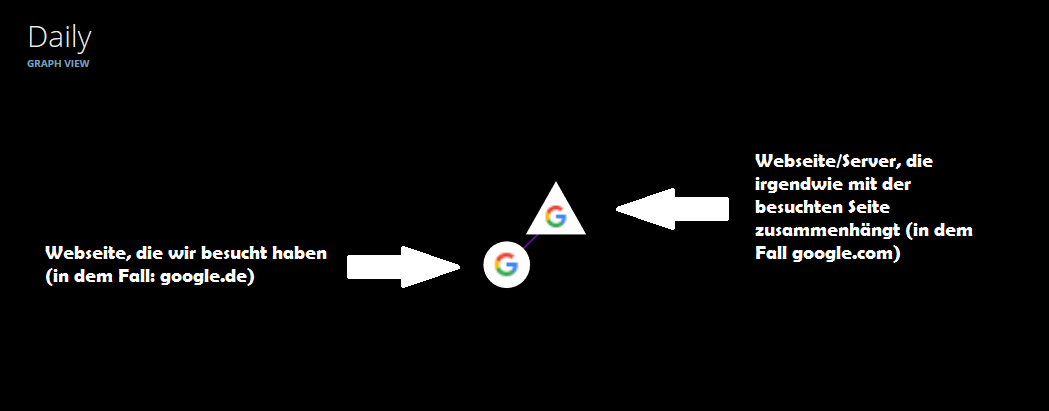 Daily
GRAPH VIEW
Webseite/Server, die
irgendwie mit der
besuchten Seite
zusammenhängt (in dem
Fall google.com)
Webseite, die wir besucht haben
(in dem Fall: google.de)